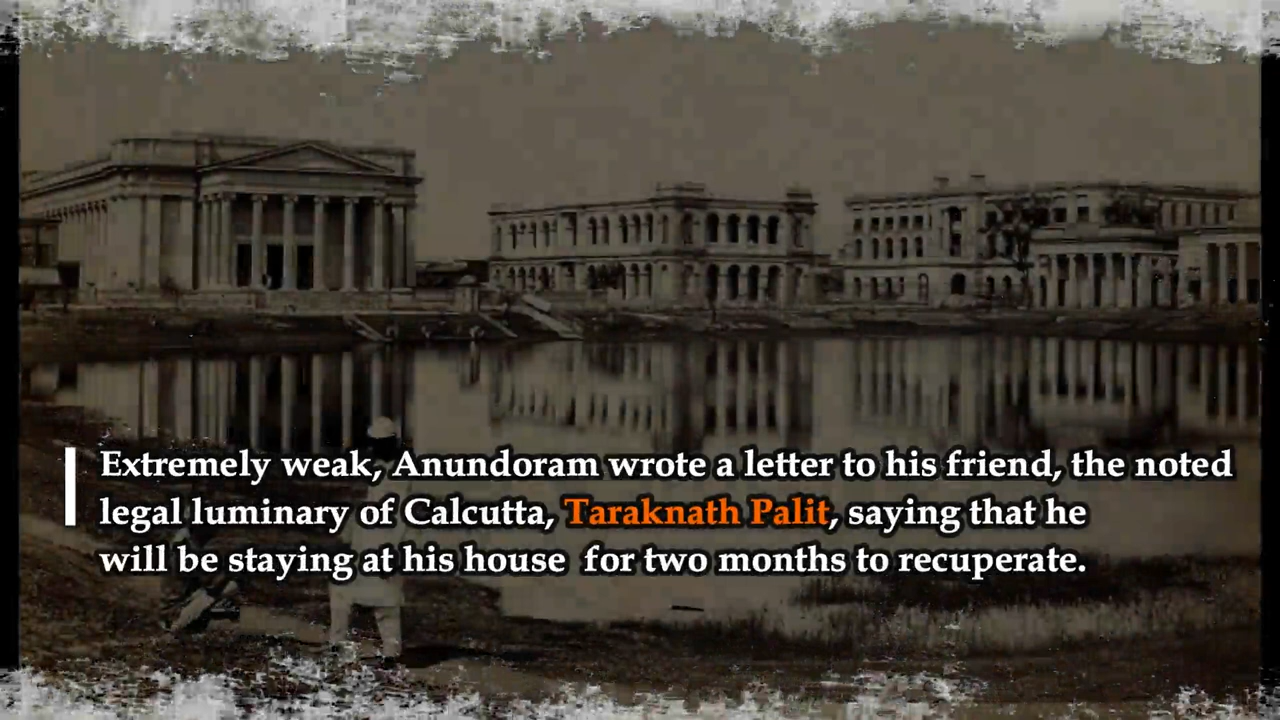 Extremely weak, Anundoram wrote a letter to his friend, the noted
legal luminary of Calcutta, Taraknath Palit, saying that he
will be staying at his house for two months to recuperate.